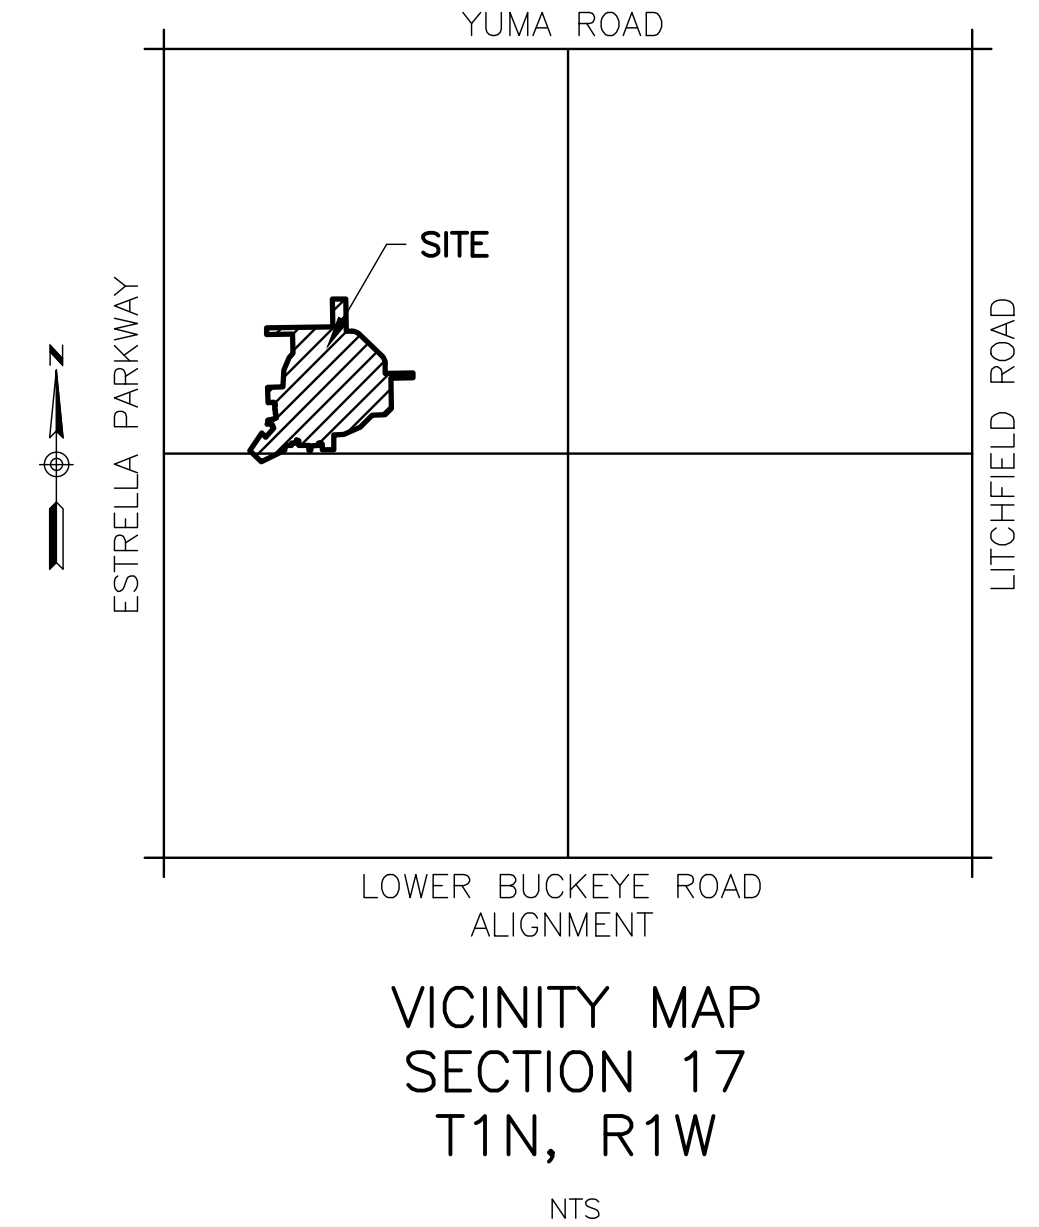 YUMA ROAD
SITE
N
ESTRELLA PARKWAY
LITCHFIELD ROAD
LOWER BUCKEYE ROAD
ALIGNMENT
VICINITY MAP
SECTION 17
T1N, R1W
NTS